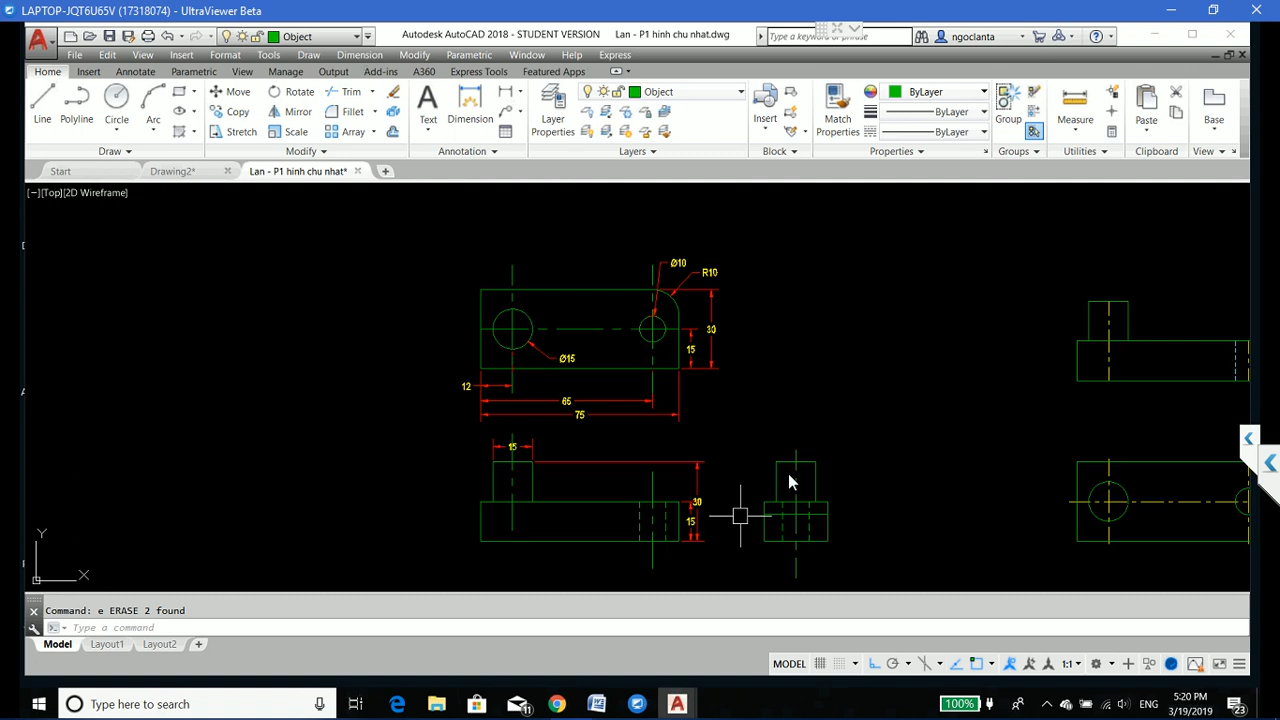 LAPTOP-JQT6U65V (17318074) - UltraViewer Beta
Object
Autodesk AutoCAD 2018 - STUDENT VERSION
Lan - P1 hinh chu nhat.dwg
Type a keyword or phrase
ngoclanta
File
Edit
View
Insert
Format
Tools
Draw
Dimension
Modify
Parametric
Window
Help
Express
Home
Insert
Annotate
Parametric
View
Manage
Output
Add-ins
A360
Express Tools
Featured Apps
Line
Polyline
Circle
Arc
Move
Rotate
Trim
Copy
Mirror
Fillet
Stretch
Scale
Array
Text
Dimension
Layer
Properties
Object
Insert
Match
Properties
ByLayer
ByLayer
ByLayer
Group
Measure
Paste
Base
Draw
Modify
Annotation
Layers
Block
Properties
Groups
Utilities
Clipboard
View
Start
Drawing2*
Lan - P1 hinh chu nhat*
[−][Top][2D Wireframe]
Ø10
R10
30
15
Ø15
12
65
75
15
30
15
Y
X
Command: e ERASE 2 found
Type a command
Model
Layout1
Layout2
MODEL
1:1
Type here to search
11
100%
ENG
5:20 PM
3/19/2019
23